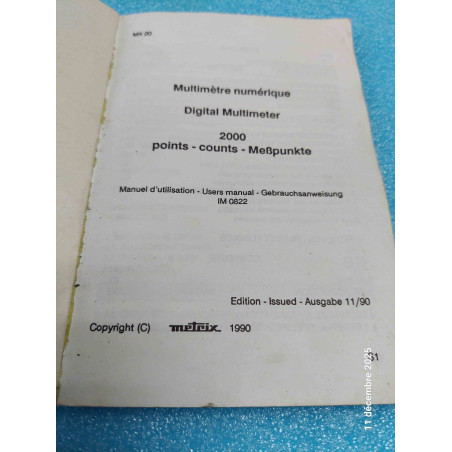 MX 20
Multimètre numérique
Digital Multimeter
2000
points - counts - Meßpunkte
Manuel d'utilisation - Users manual - Gebrauchsanweisung
IM 0822
Edition - Issued - Ausgabe 11/90
Copyright (C) metrix 1990
11 décembre 2025